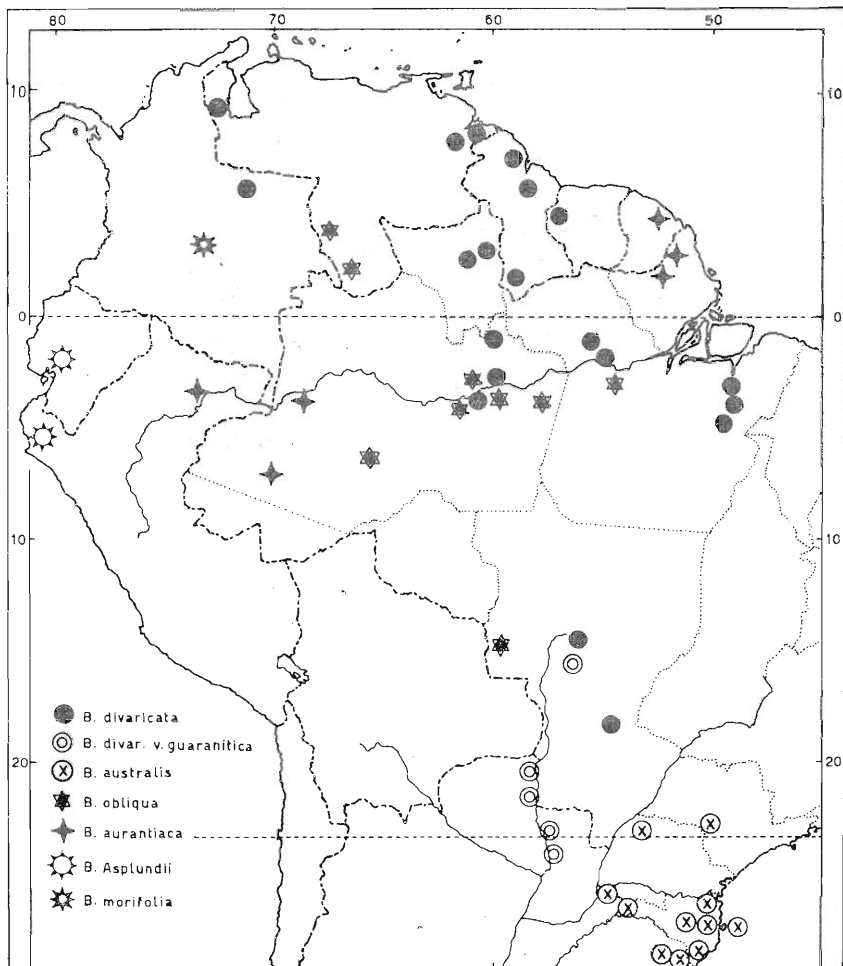 80 70 60 50
10 10
0 0
10 10
B. divaricata
B. divar. v. guaranitica
20 20
B. australis
B. obliqua
B. aurantiaca
B. Asplundii
B. morifolia